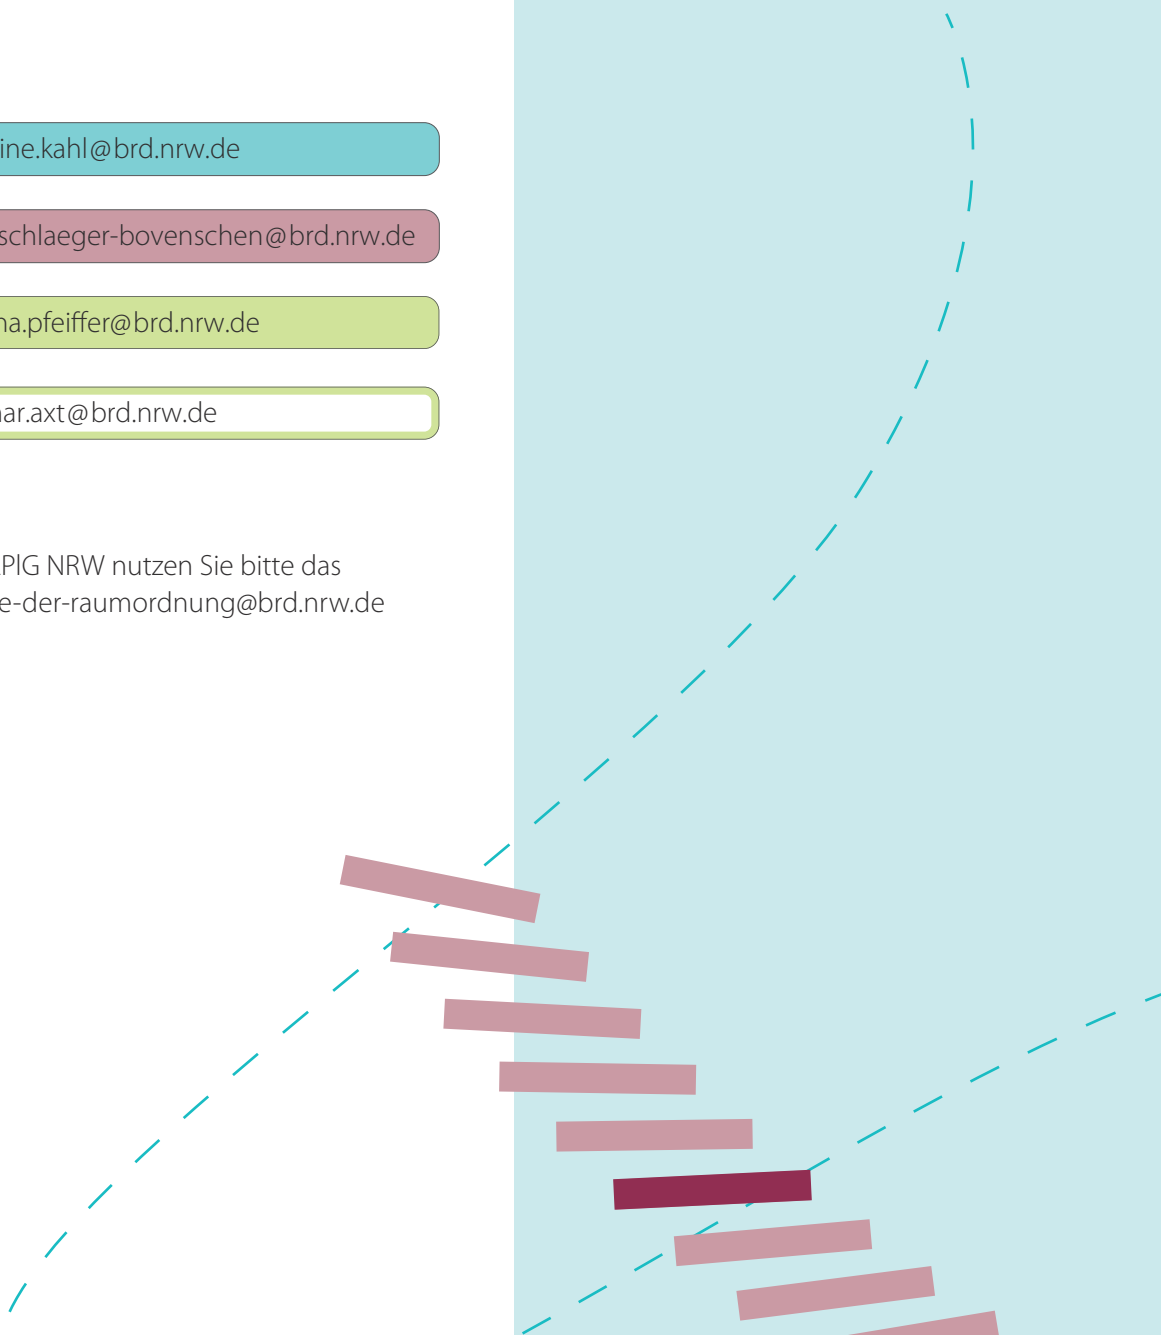 ine.kahl@brd.nrw.de
schlaeger-bovenschen@brd.nrw.de
na.pfeiffer@brd.nrw.de
nar.axt@brd.nrw.de
PlG NRW nutzen Sie bitte das
e-der-raumordnung@brd.nrw.de